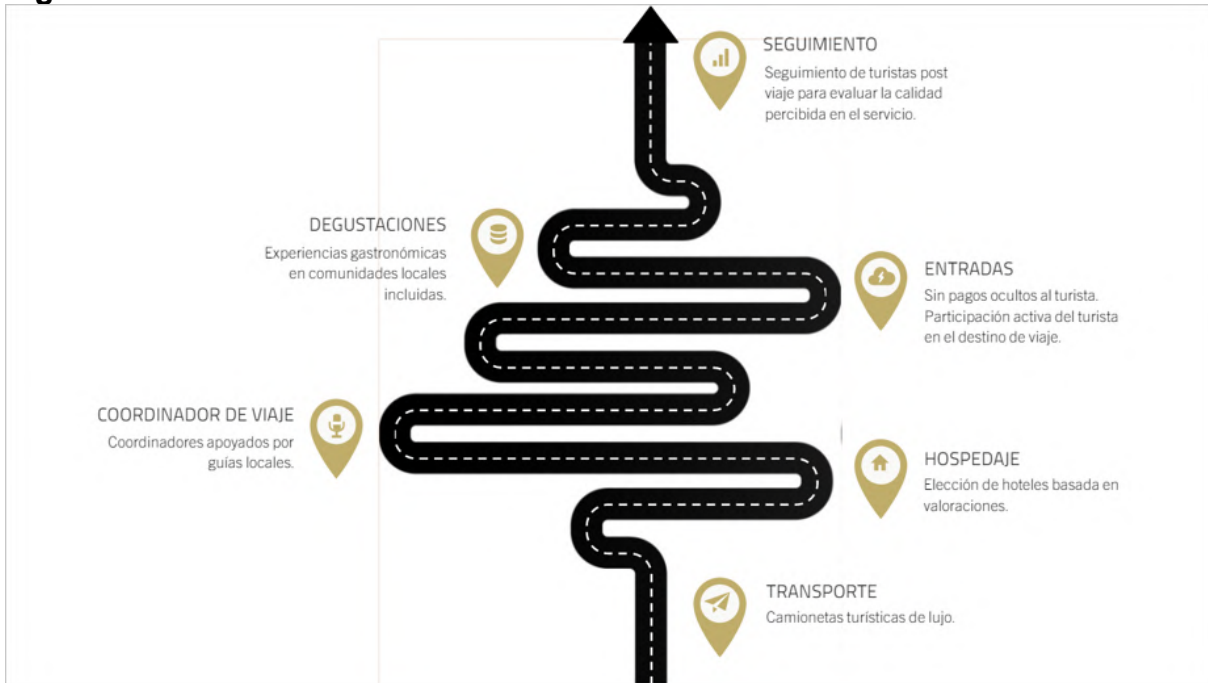 SEGUIMIENTO
Seguimiento de turistas post
viaje para evaluar la calidad
percibida en el servicio.
DEGUSTACIONES
Experiencias gastronómicas
en comunidades locales
incluidas.
ENTRADAS
Sin pagos ocultos al turista.
Participación activa del turista
en el destino de viaje.
COORDINADOR DE VIAJE
Coordinadores apoyados por
guías locales.
HOSPEDAJE
Elección de hoteles basada en
valoraciones.
TRANSPORTE
Camionetas turísticas de lujo.